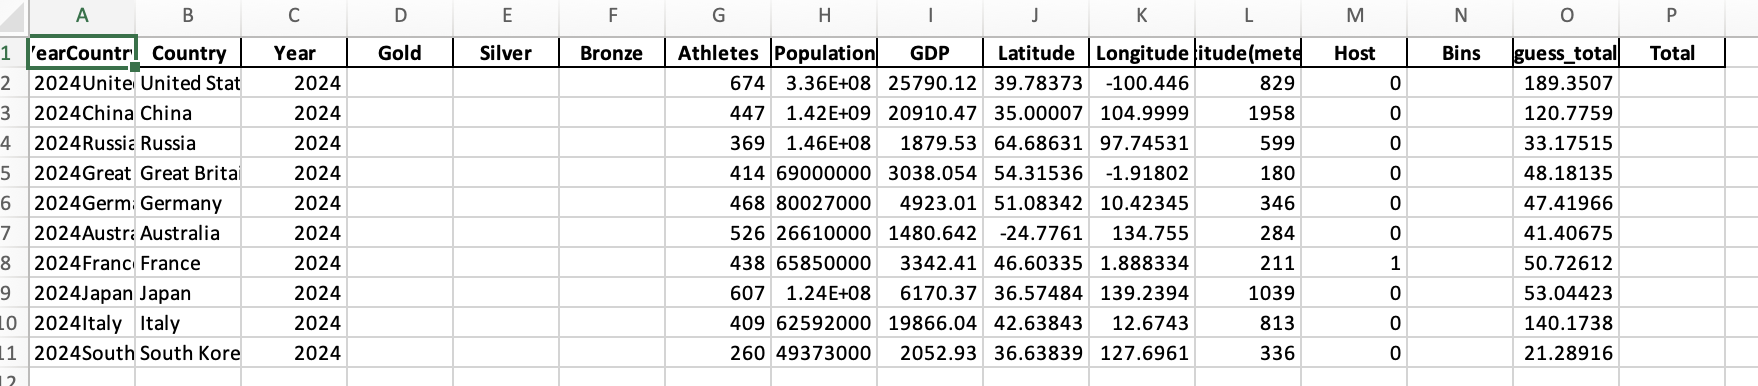 A B C D E F G H I J K L M N O P
1 YearCountry Country Year Gold Silver Bronze Athletes Population GDP Latitude Longitude itude(mete Host Bins guess_total Total
2 2024Unite United Stat 2024 674 3.36E+08 25790.12 39.78373 -100.446 829 0 189.3507
3 2024China China 2024 447 1.42E+09 20910.47 35.00007 104.9999 1958 0 120.7759
4 2024Russia Russia 2024 369 1.46E+08 1879.53 64.68631 97.74531 599 0 33.17515
5 2024Great Great Britai 2024 414 69000000 3038.054 54.31536 -1.91802 180 0 48.18135
6 2024Germa Germany 2024 468 80027000 4923.01 51.08342 10.42345 346 0 47.41966
7 2024Austra Australia 2024 526 26610000 1480.642 -24.7761 134.755 284 0 41.40675
8 2024Franc France 2024 438 65850000 3342.41 46.60335 1.888334 211 1 50.72612
9 2024Japan Japan 2024 607 1.24E+08 6170.37 36.57484 139.2394 1039 0 53.04423
10 2024Italy Italy 2024 409 62592000 19866.04 42.63843 12.6743 813 0 140.1738
11 2024South South Kore 2024 260 49373000 2052.93 36.63839 127.6961 336 0 21.28916
12